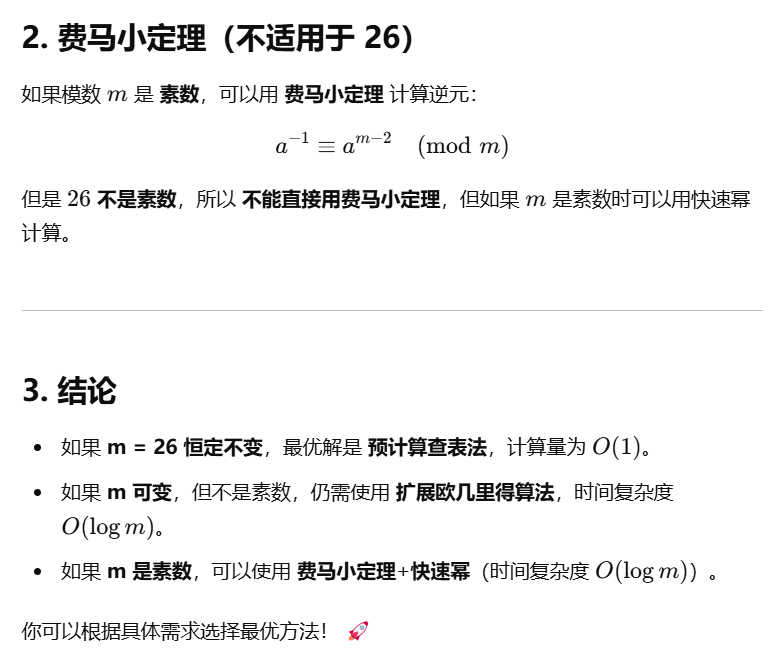 2. 费马小定理（不适用于 26）
如果模数 m 是 素数，可以用 费马小定理 计算逆元：
a⁻¹ ≡ aᵐ⁻² (mod m)
但是 26 不是素数，所以 不能直接用费马小定理，但如果 m 是素数时可以用快速幂
计算。
3. 结论
• 如果 m = 26 恒定不变，最优解是 预计算查表法，计算量为 O(1)。
• 如果 m 可变，但不是素数，仍需使用 扩展欧几里得算法，时间复杂度
O(log m)。
• 如果 m 是素数，可以使用 费马小定理+快速幂（时间复杂度 O(log m)）。
你可以根据具体需求选择最优方法！ 🚀